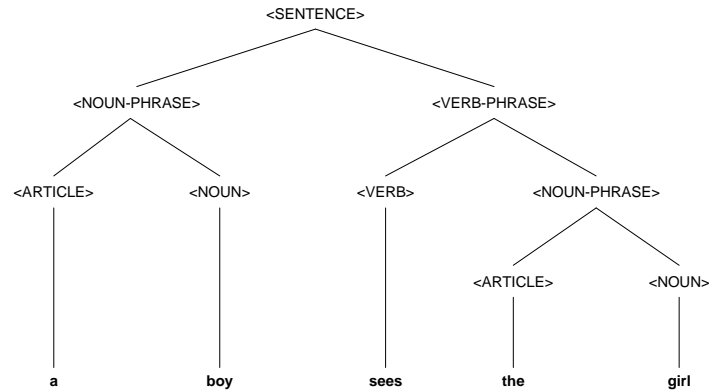 <SENTENCE>
<NOUN-PHRASE> <VERB-PHRASE>
<ARTICLE> <NOUN> <VERB> <NOUN-PHRASE>
<ARTICLE> <NOUN>
a boy sees the girl